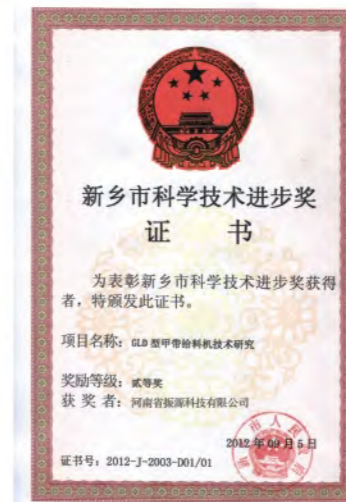 新乡市科学技术进步奖
证 书
为表彰新乡市科学技术进步奖获得
者,特颁发此证书。
项目名称:GLD型甲带给料机技术研究
奖励等级:贰等奖
获 奖 者:河南省振源科技有限公司
2012年09月5日
证书号:2012-J-2003-D01/01